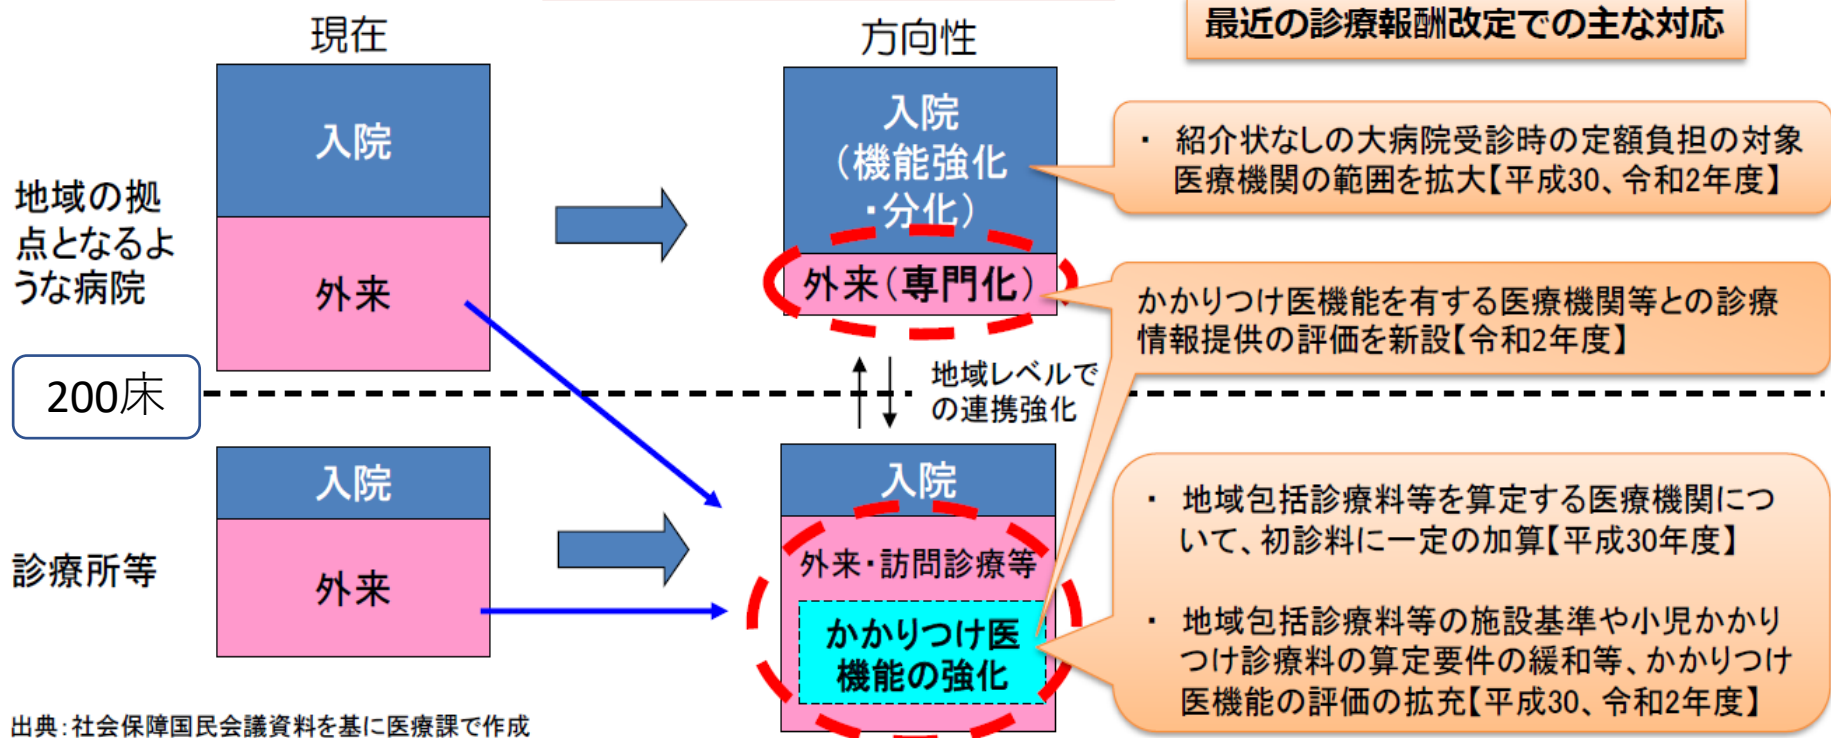 現在
方向性
最近の診療報酬改定での主な対応
地域の拠
点となるよ
うな病院
入院
外来
入院
(機能強化
・分化)
外来(専門化)
・ 紹介状なしの大病院受診時の定額負担の対象
医療機関の範囲を拡大【平成30、令和2年度】
かかりつけ医機能を有する医療機関等との診療
情報提供の評価を新設【令和2年度】
200床
地域レベルで
の連携強化
診療所等
入院
外来
入院
外来・訪問診療等
かかりつけ医
機能の強化
・ 地域包括診療料等を算定する医療機関につ
いて、初診料に一定の加算【平成30年度】
・ 地域包括診療料等の施設基準や小児かかり
つけ診療料の算定要件の緩和等、かかりつけ
医機能の評価の拡充【平成30、令和2年度】
出典:社会保障国民会議資料を基に医療課で作成